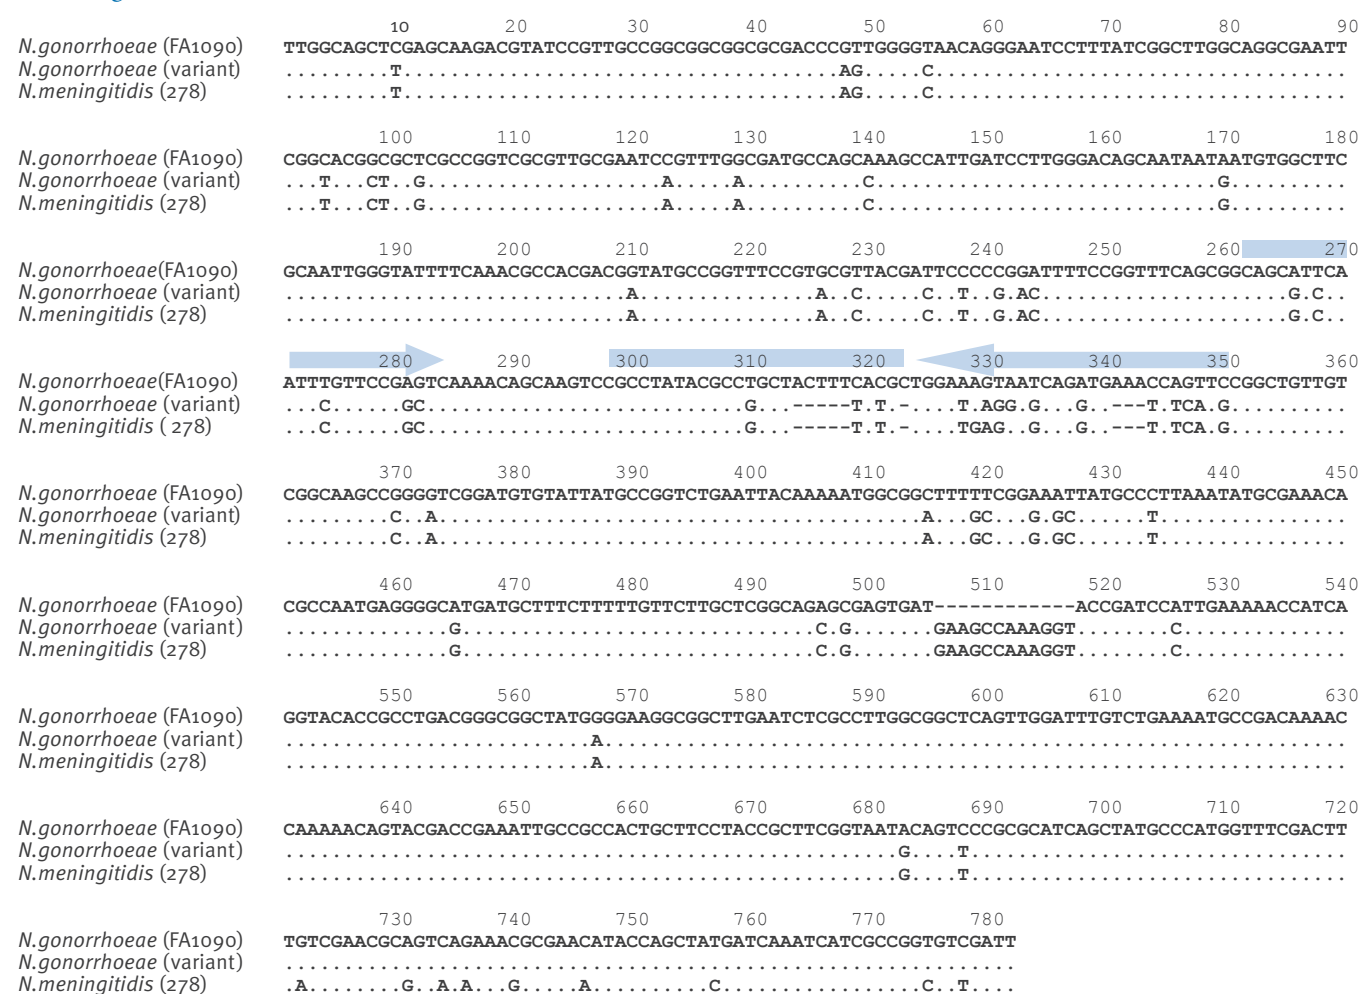 10 20 30 40 50 60 70 80 90
N.gonorrhoeae (FA1090) TTGGCAGCTCGAGCAAGACGTATCCGTTGCCGGCGGCGGCGCGACCCGTTGGGGTAACAGGGAATCCTTTATCGGCTTGGCAGGCGAATT
N.gonorrhoeae (variant) .........T.....................................AG.....C...................................
N.meningitidis (278) .........T.....................................AG.....C...................................
100 110 120 130 140 150 160 170 180
N.gonorrhoeae (FA1090) CGGCACGGCGCTCGCCGGTCGCGTTGCGAATCCGTTTGGCGATGCCAGCAAAGCCATTGATCCTTGGGACAGCAATAATAATGTGGCTTC
N.gonorrhoeae (variant) ...T...CT..G....................A.....A..........C.............................G..........
N.meningitidis (278) ...T...CT..G....................A.....A..........C.............................G..........
190 200 210 220 230 240 250 260 270
N.gonorrhoeae(FA1090) GCAATTGGGTATTTTCAAACGCCACGACGGTATGCCGGTTTCCGTGCGTTACGATTCCCCCGGATTTTCCGGTTTCAGCGGCAGCATTCA
N.gonorrhoeae (variant) .............................A...............A..C.....C..T..G.AC.....................G.C..
N.meningitidis (278) .............................A...............A..C.....C..T..G.AC.....................G.C..
280 290 300 310 320 330 340 350 360
N.gonorrhoeae(FA1090) ATTTGTTCCGAGTCAAAACAGCAAGTCCGCCTATACGCCTGCTACTTTCACGCTGGAAAGTAATCAGATGAAACCAGTTCCGGCTGTTGT
N.gonorrhoeae (variant) ...C......GC...........................G...-----T.T.-....T.AGG.G...G..---T.TCA.G..........
N.meningitidis ( 278) ...C......GC...........................G...-----T.T.-....TGAG..G...G..---T.TCA.G..........
370 380 390 400 410 420 430 440 450
N.gonorrhoeae (FA1090) CGGCAAGCCGGGGTCGGATGTGTATTATGCCGGTCTGAATTACAAAAATGGCGGCTTTTTCGGAAATTATGCCCTTAAATATGCGAAACA
N.gonorrhoeae (variant) .........C..A.........................................A...GC...G.GC......T................
N.meningitidis (278) .........C..A.........................................A...GC...G.GC......T................
460 470 480 490 500 510 520 530 540
N.gonorrhoeae (FA1090) CGCCAATGAGGGGCATGATGCTTTCTTTTTGTTCTTGCTCGGCAGAGCGAGTGAT------------ACCGATCCATTGAAAAACCATCA
N.gonorrhoeae (variant) ..............G..............................C.G.......GAAGCCAAAGGT........C..............
N.meningitidis (278) ..............G..............................C.G.......GAAGCCAAAGGT........C..............
550 560 570 580 590 600 610 620 630
N.gonorrhoeae (FA1090) GGTACACCGCCTGACGGGCGGCTATGGGGAAGGCGGCTTGAATCTCGCCTTGGCGGCTCAGTTGGATTTGTCTGAAAATGCCGACAAAAC
N.gonorrhoeae (variant) ..........................A...............................................................
N.meningitidis (278) ..........................A...............................................................
640 650 660 670 680 690 700 710 720
N.gonorrhoeae (FA1090) CAAAAACAGTACGACCGAAATTGCCGCCACTGCTTCCTACCGCTTCGGTAATACAGTCCCGCGCATCAGCTATGCCCATGGTTTCGACTT
N.gonorrhoeae (variant) ....................................................G....T................................
N.meningitidis (278) ....................................................G....T................................
730 740 750 760 770 780
N.gonorrhoeae (FA1090) TGTCGAACGCAGTCAGAAACGCGAACATACCAGCTATGATCAAATCATCGCCGGTGTCGATT
N.gonorrhoeae (variant) ..............................................................
N.meningitidis (278) .A........G..A.A...G.....A..........C.................C..T....